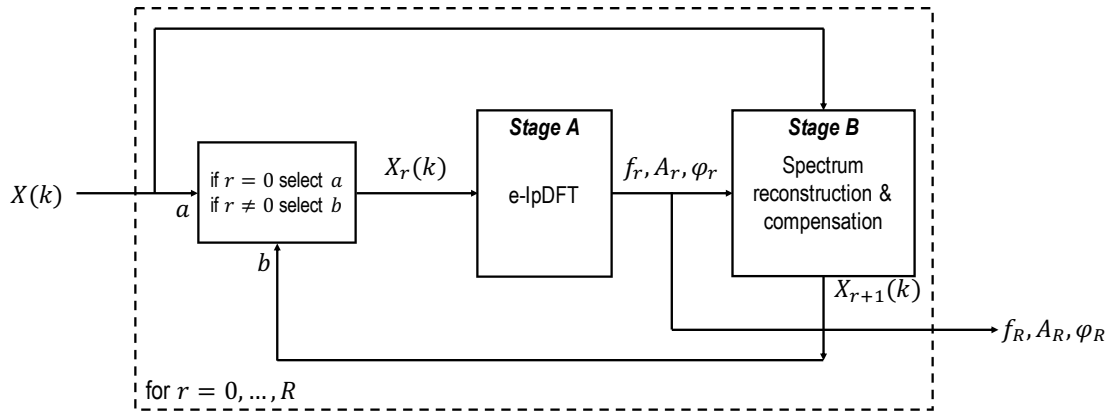 X(k)
a
if r = 0 select a
if r ≠ 0 select b
b
X_r(k)
Stage A
e-IpDFT
f_r, A_r, φ_r
Stage B
Spectrum
reconstruction &
compensation
X_{r+1}(k)
f_R, A_R, φ_R
for r = 0, ..., R